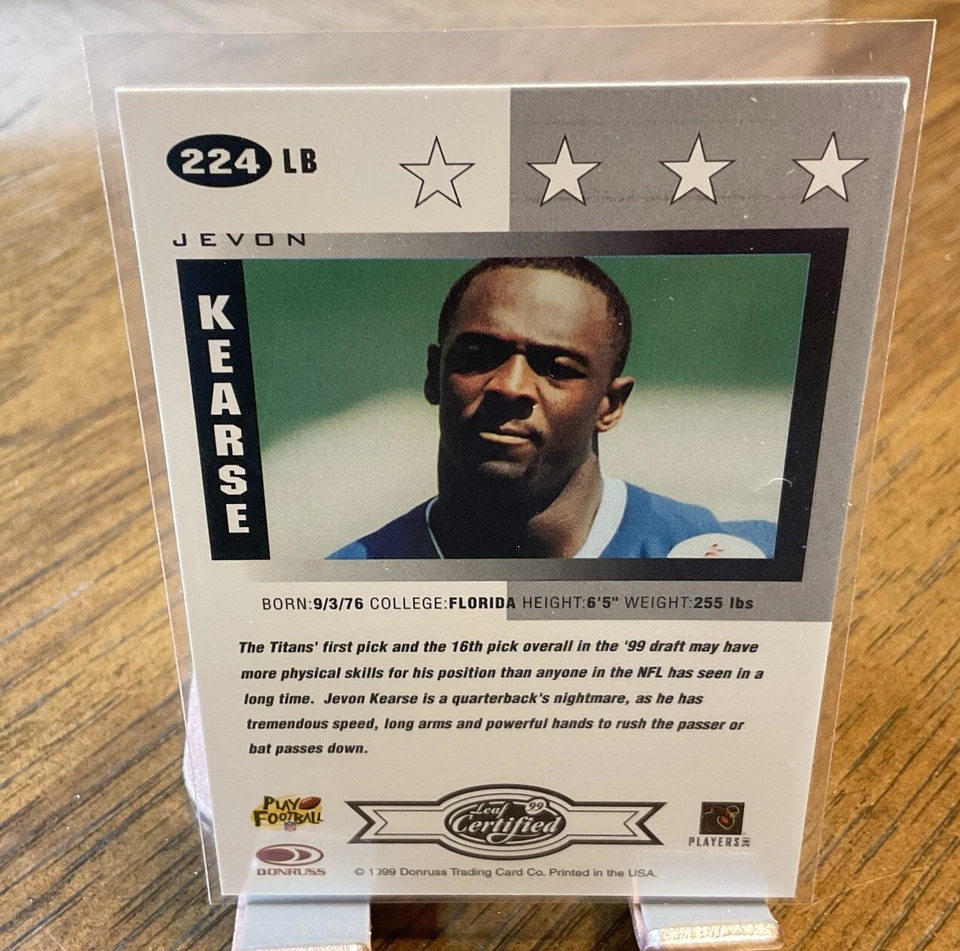 224 LB
JEVON
KEARSE
BORN:9/3/76 COLLEGE:FLORIDA HEIGHT:6'5" WEIGHT:255 lbs
The Titans' first pick and the 16th pick overall in the '99 draft may have
more physical skills for his position than anyone in the NFL has seen in a
long time. Jevon Kearse is a quarterback's nightmare, as he has
tremendous speed, long arms and powerful hands to rush the passer or
bat passes down.
PLAY
FOOTBALL
Leaf 99
Certified
PLAYERS
DONRUSS
© 1999 Donruss Trading Card Co. Printed in the USA.